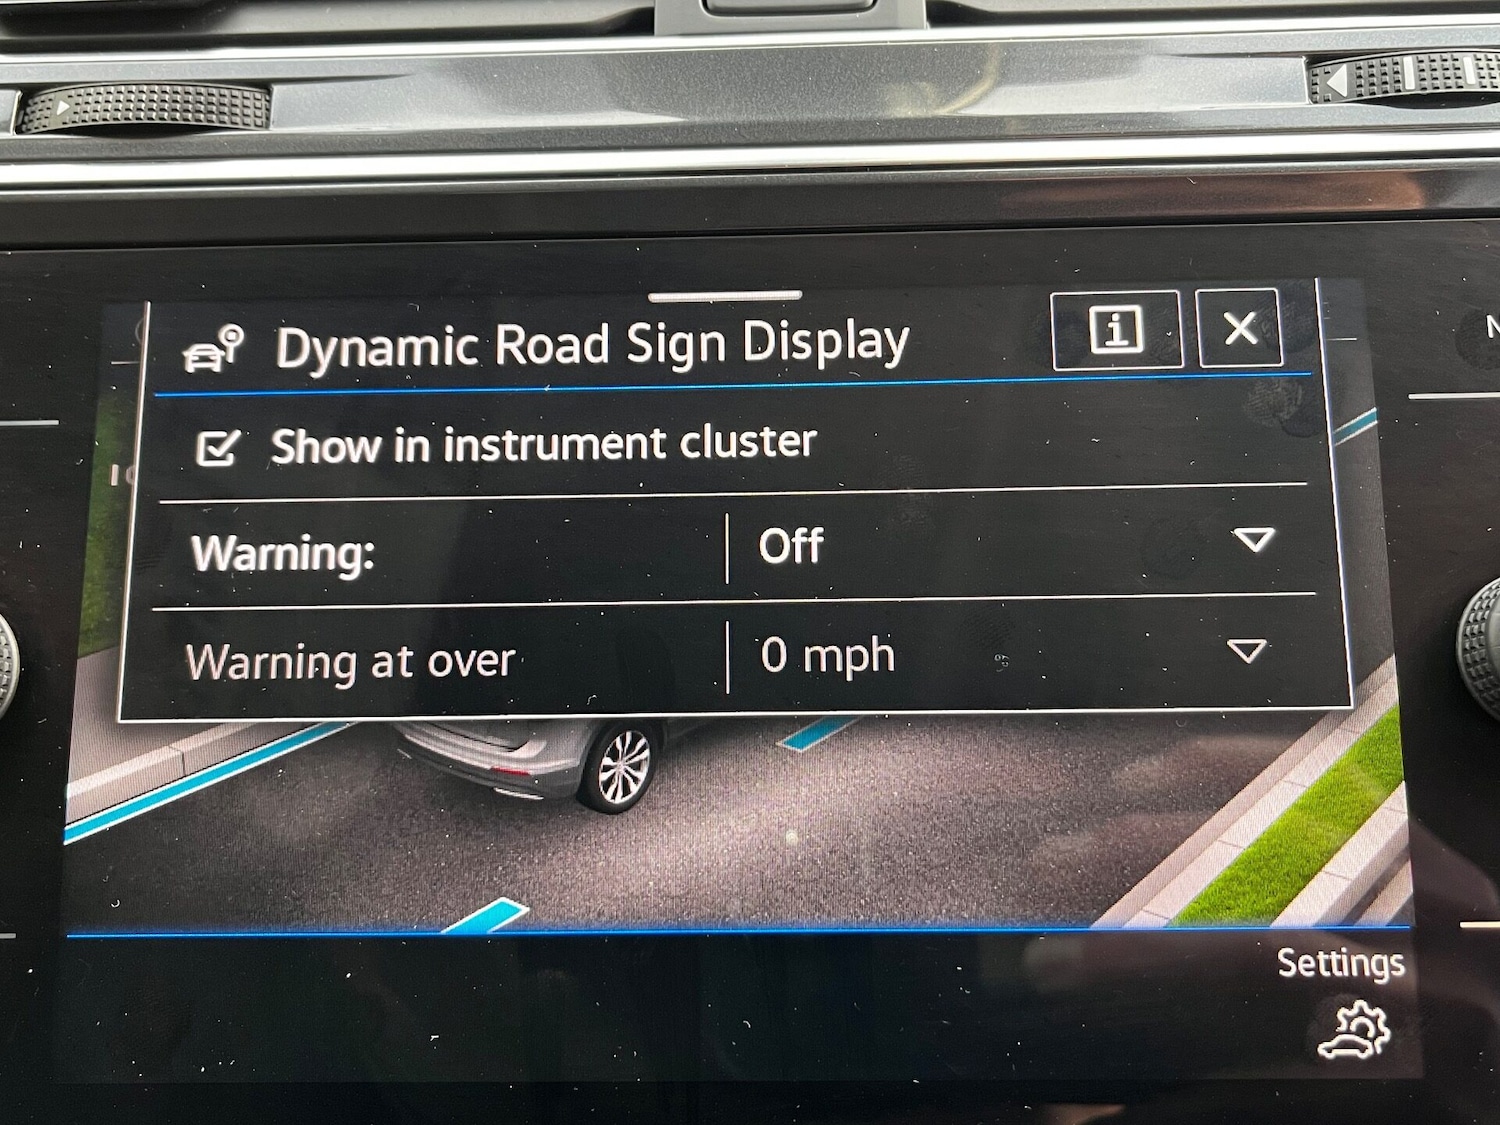 Dynamic Road Sign Display
Show in instrument cluster
Warning: Off
Warning at over 0 mph
Settings